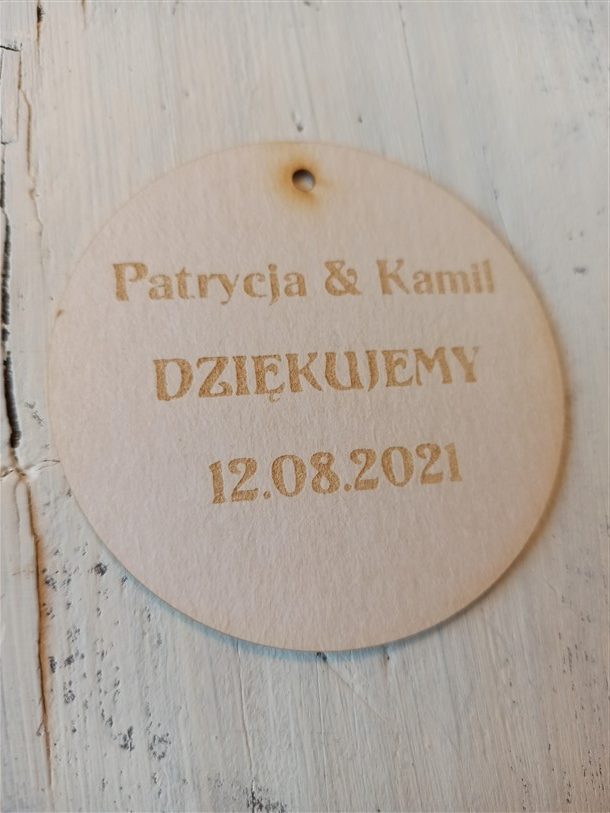 Patrycja & Kamil
DZIĘKUJEMY
12.08.2021